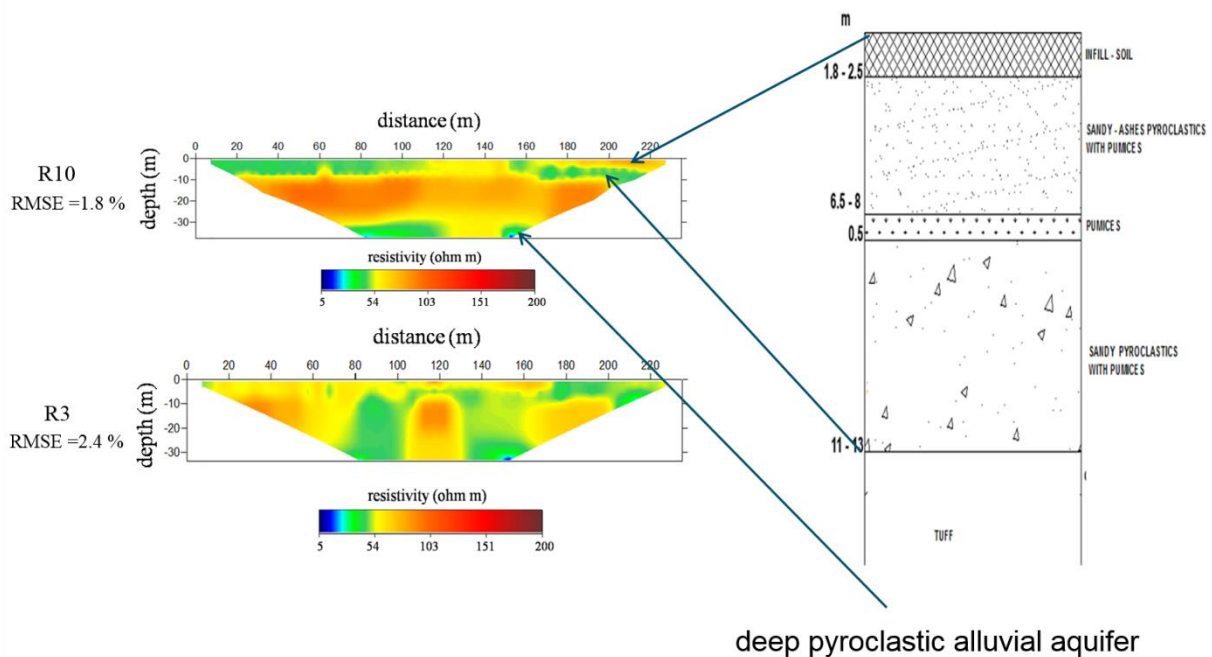 distance (m)
0 20 40 60 80 100 120 140 160 180 200 220
R10
RMSE =1.8 %
depth (m)
0
-10
-20
-30
resistivity (ohm m)
5 54 103 151 200
distance (m)
0 20 40 60 80 100 120 140 160 180 200 220
R3
RMSE =2.4 %
depth (m)
0
-10
-20
-30
resistivity (ohm m)
5 54 103 151 200
m
INFILL - SOIL
1.8 - 2.5
SANDY - ASHES PYROCLASTICS
WITH PUMICES
6.5 - 8
PUMICES
0.5
SANDY PYROCLASTICS
WITH PUMICES
11 - 13
TUFF
deep pyroclastic alluvial aquifer